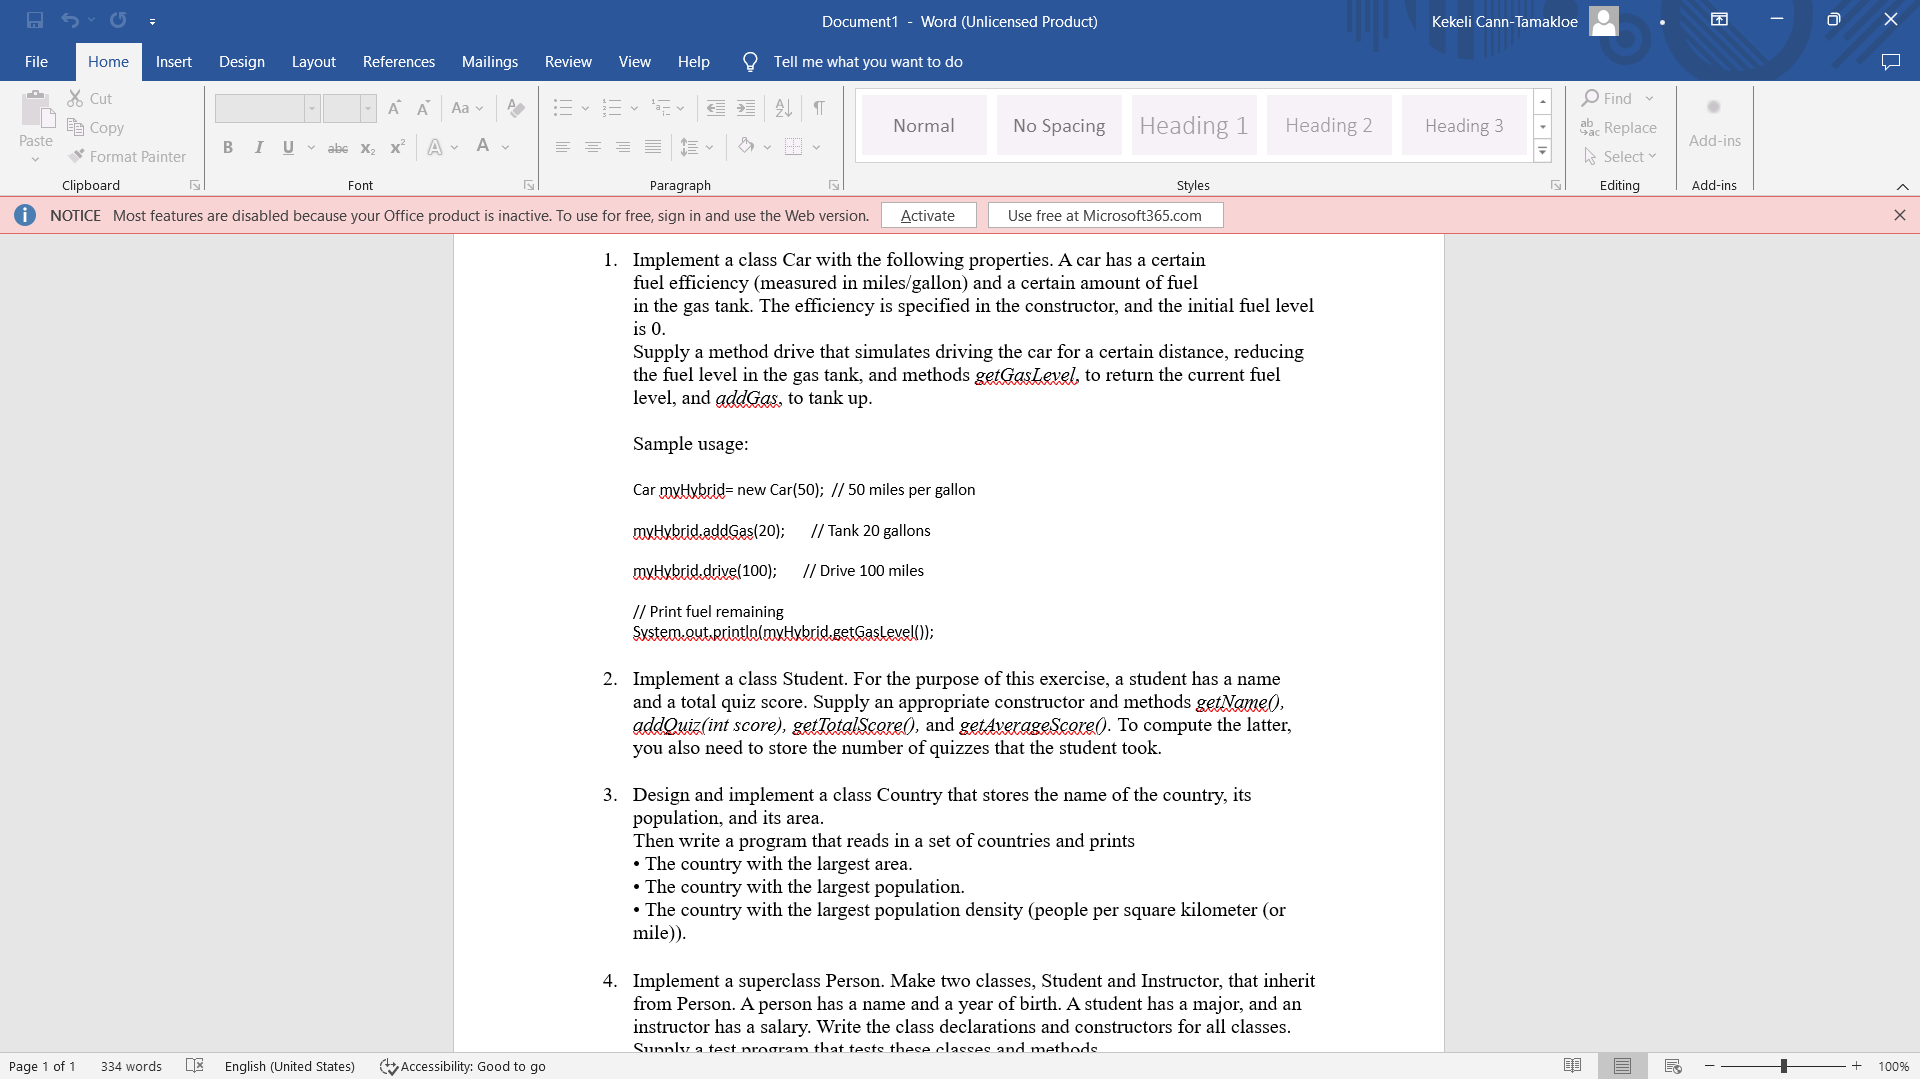 Document1 - Word (Unlicensed Product)
Kekeli Cann-Tamakloe
File Home Insert Design Layout References Mailings Review View Help Tell me what you want to do
Paste
Cut
Copy
Format Painter
Clipboard
Aa
B I U abc x₂ x² A A
Font
Paragraph
Normal No Spacing Heading 1 Heading 2 Heading 3
Styles
Find
Replace
Select
Editing
Add-ins
Add-ins
NOTICE Most features are disabled because your Office product is inactive. To use for free, sign in and use the Web version. Activate Use free at Microsoft365.com
1. Implement a class Car with the following properties. A car has a certain
fuel efficiency (measured in miles/gallon) and a certain amount of fuel
in the gas tank. The efficiency is specified in the constructor, and the initial fuel level
is 0.
Supply a method drive that simulates driving the car for a certain distance, reducing
the fuel level in the gas tank, and methods getGasLevel, to return the current fuel
level, and addGas, to tank up.
Sample usage:
Car myHybrid= new Car(50); // 50 miles per gallon
myHybrid.addGas(20); // Tank 20 gallons
myHybrid.drive(100); // Drive 100 miles
// Print fuel remaining
System.out.println(myHybrid.getGasLevel());
2. Implement a class Student. For the purpose of this exercise, a student has a name
and a total quiz score. Supply an appropriate constructor and methods getName(),
addQuiz(int score), getTotalScore(), and getAverageScore(). To compute the latter,
you also need to store the number of quizzes that the student took.
3. Design and implement a class Country that stores the name of the country, its
population, and its area.
Then write a program that reads in a set of countries and prints
• The country with the largest area.
• The country with the largest population.
• The country with the largest population density (people per square kilometer (or
mile)).
4. Implement a superclass Person. Make two classes, Student and Instructor, that inherit
from Person. A person has a name and a year of birth. A student has a major, and an
instructor has a salary. Write the class declarations and constructors for all classes.
Supply a test program that tests these classes and methods.
Page 1 of 1 334 words English (United States) Accessibility: Good to go 100%